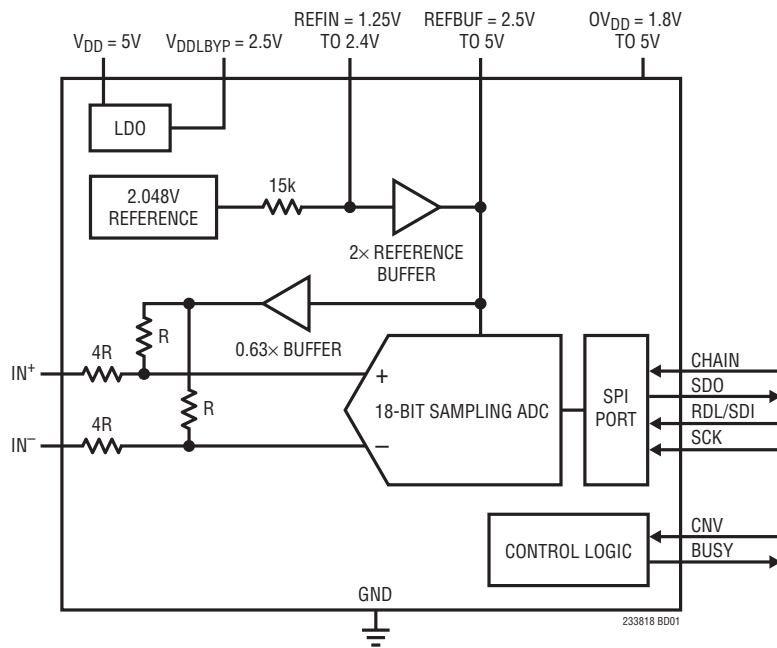 V_DD = 5V
V_DDLBYP = 2.5V
REFIN = 1.25V
TO 2.4V
REFBUF = 2.5V
TO 5V
OV_DD = 1.8V
TO 5V
LDO
2.048V
REFERENCE
15k
2× REFERENCE
BUFFER
R
0.63× BUFFER
4R
IN⁺
R
4R
IN⁻
+
–
18-BIT SAMPLING ADC
SPI
PORT
CHAIN
SDO
RDL/SDI
SCK
CONTROL LOGIC
CNV
BUSY
GND
233818 BD01